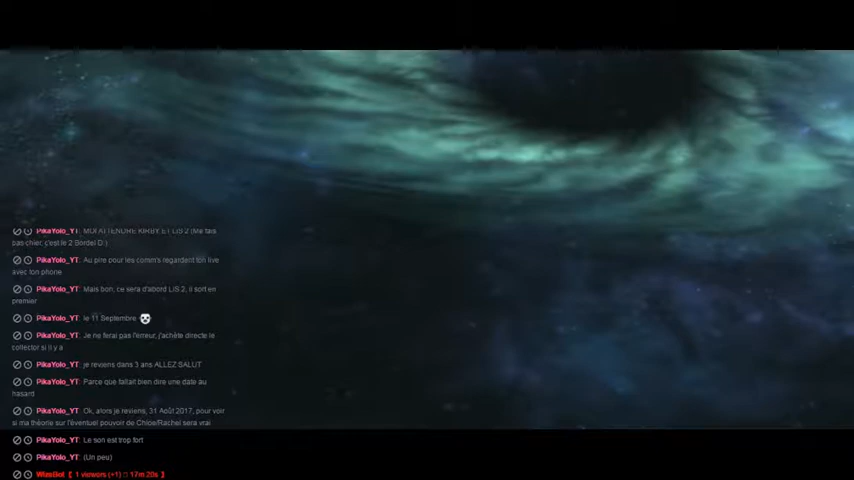 PikaYolo_YT: MOI ATTENDRE KIRBY ET LIS 2 (Me fais
pas chier, c'est le 2 Bordel D:)
PikaYolo_YT: Au pire pour les comm's regardent ton live
avec ton phone
PikaYolo_YT: Mais bon, ce sera d'abord LIS 2, il sort en
premier
PikaYolo_YT: le 11 Septembre
PikaYolo_YT: Je ne ferai pas l'erreur, j'achète directe le
collector si il y a
PikaYolo_YT: je reviens dans 3 ans ALLEZ SALUT
PikaYolo_YT: Parce que fallait bien dire une date au
hasard
PikaYolo_YT: Ok, alors je reviens, 31 Août 2017, pour voir
si ma théorie sur l'éventuel pouvoir de Chloe/Rachel sera vrai
PikaYolo_YT: Le son est trop fort
PikaYolo_YT: (Un peu)
WizeBot: 【 1 viewers (+1) □ 17m 20s 】